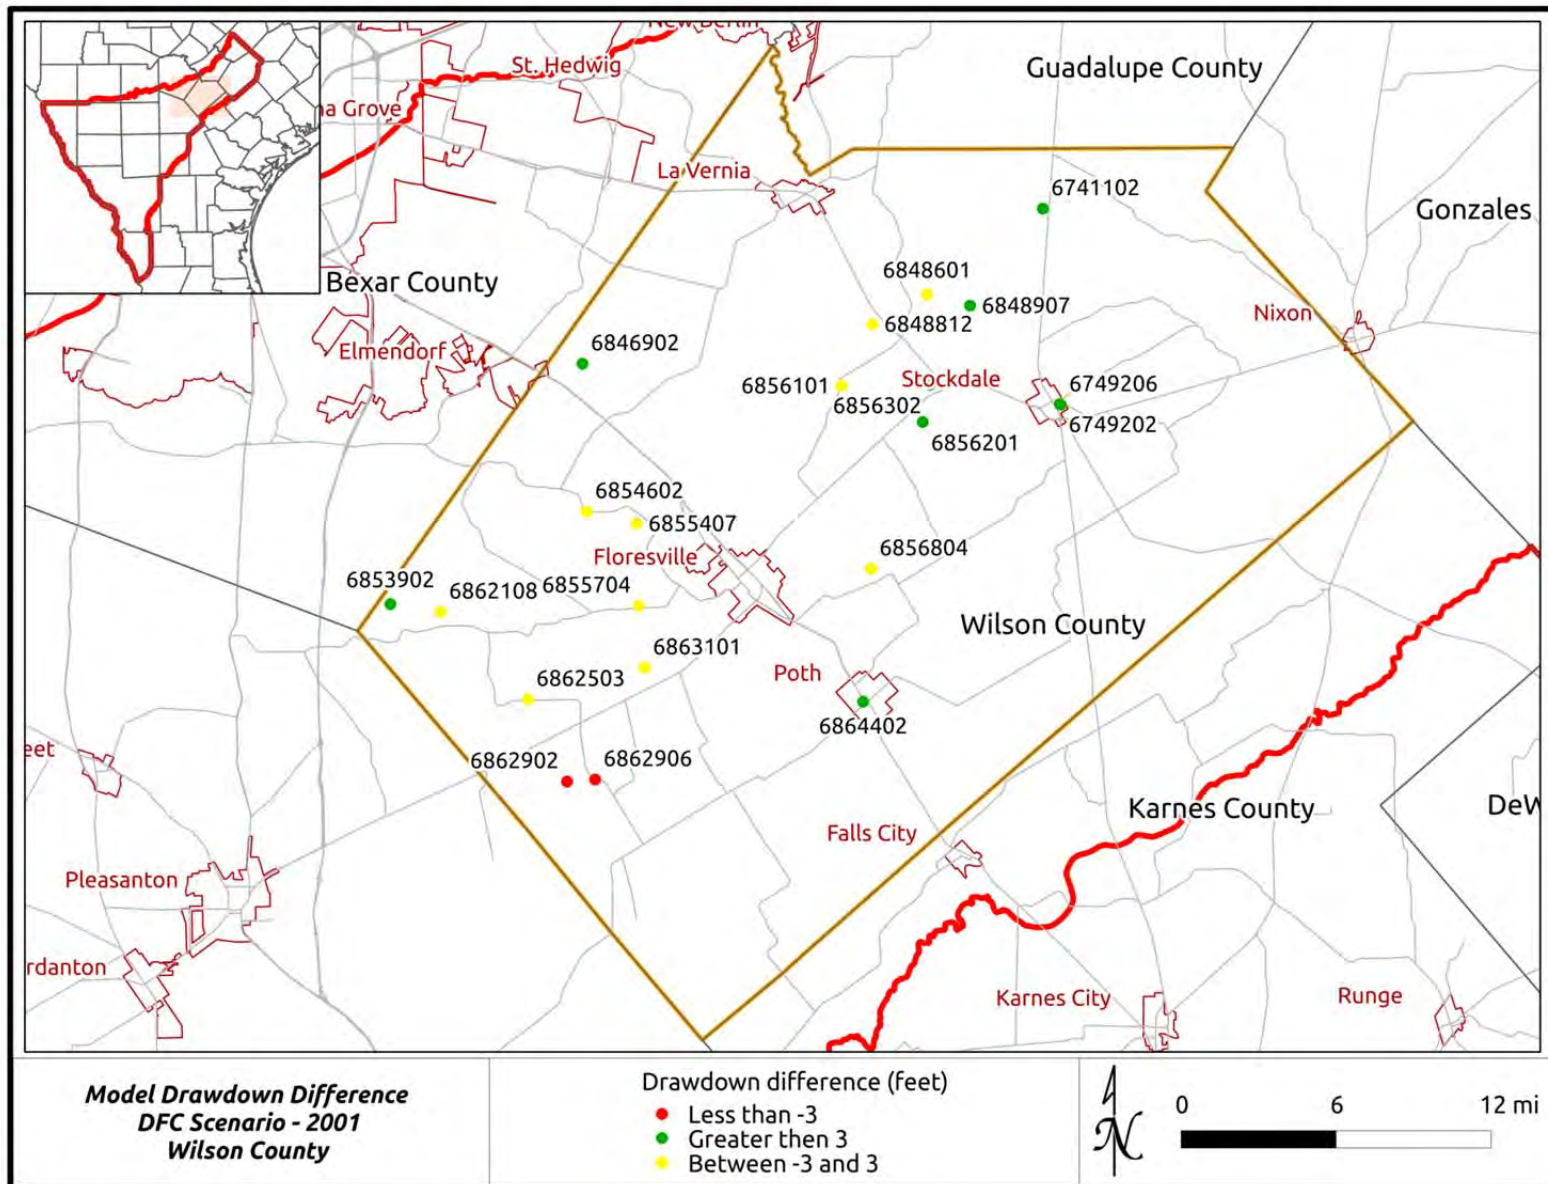 New Berlin
St. Hedwig
Guadalupe County
na Grove
La Vernia
6741102
Gonzales
Bexar County
6848601
6848907
6848812
Nixon
Elmendorf
6846902
6856101
Stockdale
6749206
6856302
6749202
6856201
6854602
6855407
Floresville
6856804
6853902
6862108
6855704
Wilson County
6863101
Poth
6862503
6864402
eet
6862902
6862906
Karnes County
DeW
Falls City
Pleasanton
rdanton
Karnes City
Runge
Model Drawdown Difference
DFC Scenario - 2001
Wilson County
Drawdown difference (feet)
Less than -3
Greater then 3
Between -3 and 3
N
0 6 12 mi